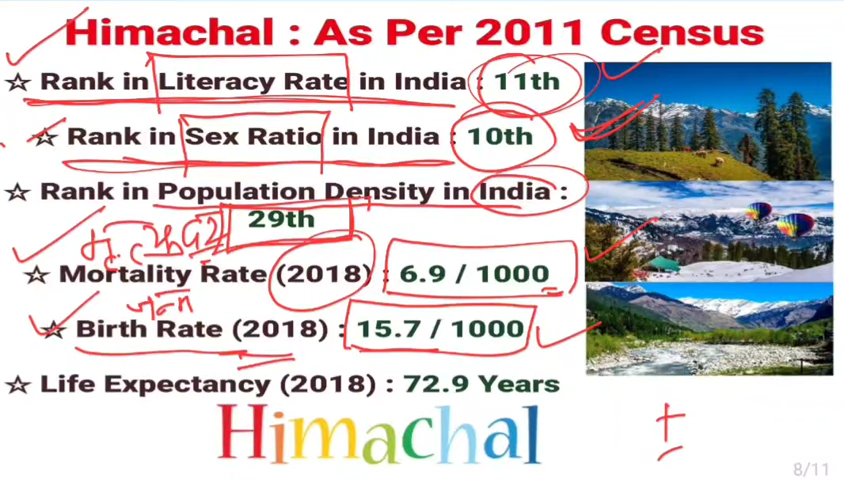 Himachal : As Per 2011 Census
☆ Rank in Literacy Rate in India : 11th
☆ Rank in Sex Ratio in India : 10th
☆ Rank in Population Density in India :
29th
☆ Mortality Rate (2018) : 6.9 / 1000
☆ Birth Rate (2018) : 15.7 / 1000
☆ Life Expectancy (2018) : 72.9 Years
Himachal
8/11